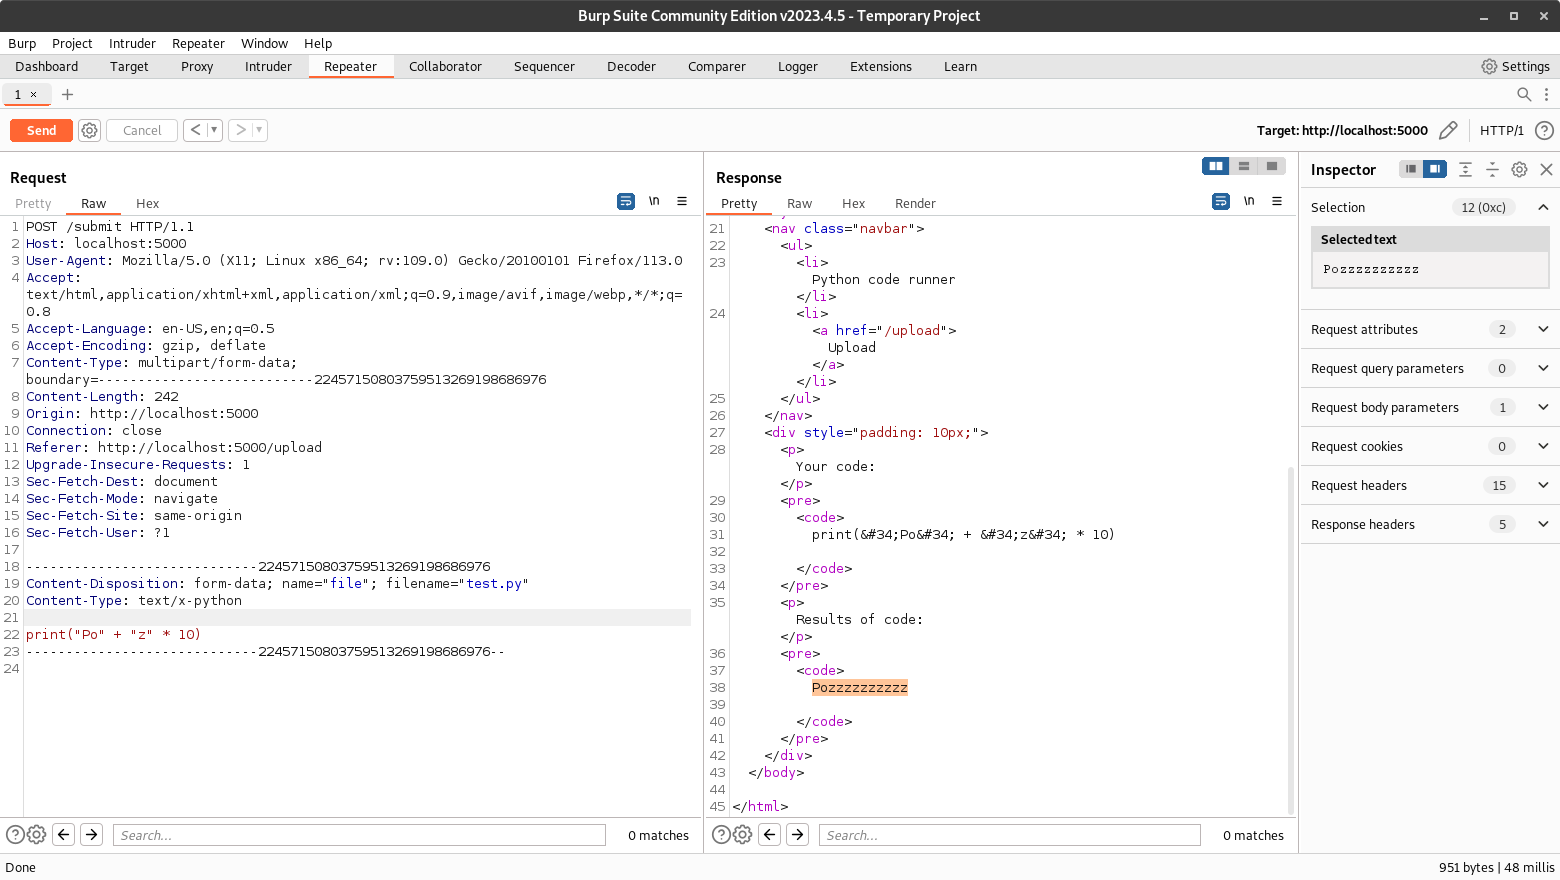 Burp Suite Community Edition v2023.4.5 - Temporary Project
Burp Project Intruder Repeater Window Help
Dashboard Target Proxy Intruder Repeater Collaborator Sequencer Decoder Comparer Logger Extensions Learn Settings
1 × +
Send Cancel < > Target: http://localhost:5000 HTTP/1 ?
Request
Pretty Raw Hex \n
1 POST /submit HTTP/1.1
2 Host: localhost:5000
3 User-Agent: Mozilla/5.0 (X11; Linux x86_64; rv:109.0) Gecko/20100101 Firefox/113.0
4 Accept:
text/html,application/xhtml+xml,application/xml;q=0.9,image/avif,image/webp,*/*;q=
0.8
5 Accept-Language: en-US,en;q=0.5
6 Accept-Encoding: gzip, deflate
7 Content-Type: multipart/form-data;
boundary=---------------------------22457150803759513269198686976
8 Content-Length: 242
9 Origin: http://localhost:5000
10 Connection: close
11 Referer: http://localhost:5000/upload
12 Upgrade-Insecure-Requests: 1
13 Sec-Fetch-Dest: document
14 Sec-Fetch-Mode: navigate
15 Sec-Fetch-Site: same-origin
16 Sec-Fetch-User: ?1
17
18 -----------------------------22457150803759513269198686976
19 Content-Disposition: form-data; name="file"; filename="test.py"
20 Content-Type: text/x-python
21
22 print("Po" + "z" * 10)
23 -----------------------------22457150803759513269198686976--
24
? Search... 0 matches
Response
Pretty Raw Hex Render \n
21 <nav class="navbar">
22 <ul>
23 <li>
Python code runner
</li>
24 <li>
<a href="/upload">
Upload
</a>
</li>
25 </ul>
26 </nav>
27 <div style="padding: 10px;">
28 <p>
Your code:
</p>
29 <pre>
30 <code>
31 print(&#34;Po&#34; + &#34;z&#34; * 10)
32
33 </code>
34 </pre>
35 <p>
Results of code:
</p>
36 <pre>
37 <code>
38 Pozzzzzzzzzz
39
40 </code>
41 </pre>
42 </div>
43 </body>
44
45 </html>
? Search... 0 matches
Inspector
Selection 12 (0xc)
Selected text
Pozzzzzzzzzz
Request attributes 2
Request query parameters 0
Request body parameters 1
Request cookies 0
Request headers 15
Response headers 5
Done 951 bytes | 48 millis